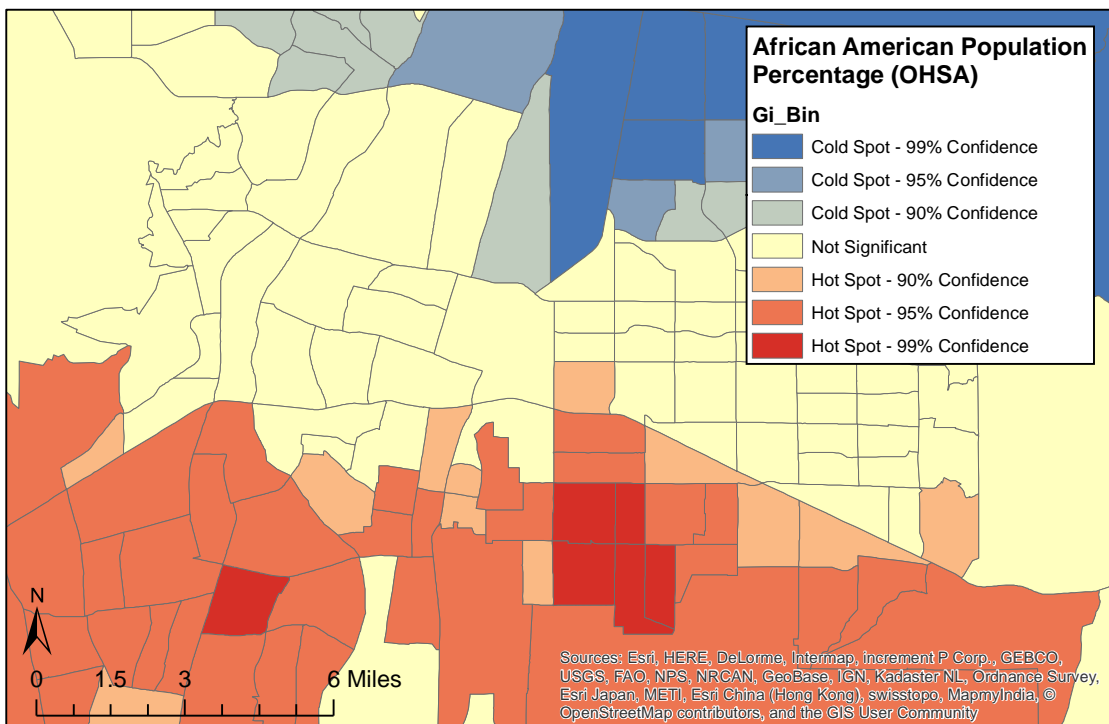 African American Population
Percentage (OHSA)
Gi_Bin
Cold Spot - 99% Confidence
Cold Spot - 95% Confidence
Cold Spot - 90% Confidence
Not Significant
Hot Spot - 90% Confidence
Hot Spot - 95% Confidence
Hot Spot - 99% Confidence
N
0 1.5 3 6 Miles
Sources: Esri, HERE, DeLorme, Intermap, increment P Corp., GEBCO,
USGS, FAO, NPS, NRCAN, GeoBase, IGN, Kadaster NL, Ordnance Survey,
Esri Japan, METI, Esri China (Hong Kong), swisstopo, MapmyIndia, ©
OpenStreetMap contributors, and the GIS User Community